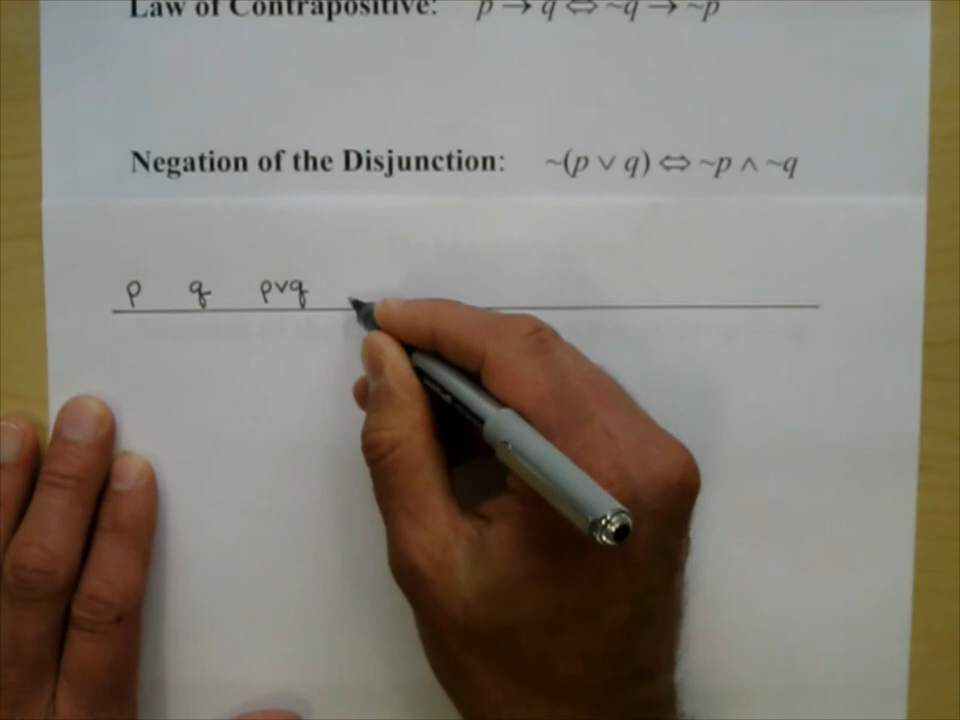 Law of Contrapositive: p → q ⇔ ~q → ~p
Negation of the Disjunction: ~(p ∨ q) ⇔ ~p ∧ ~q
p q p∨q